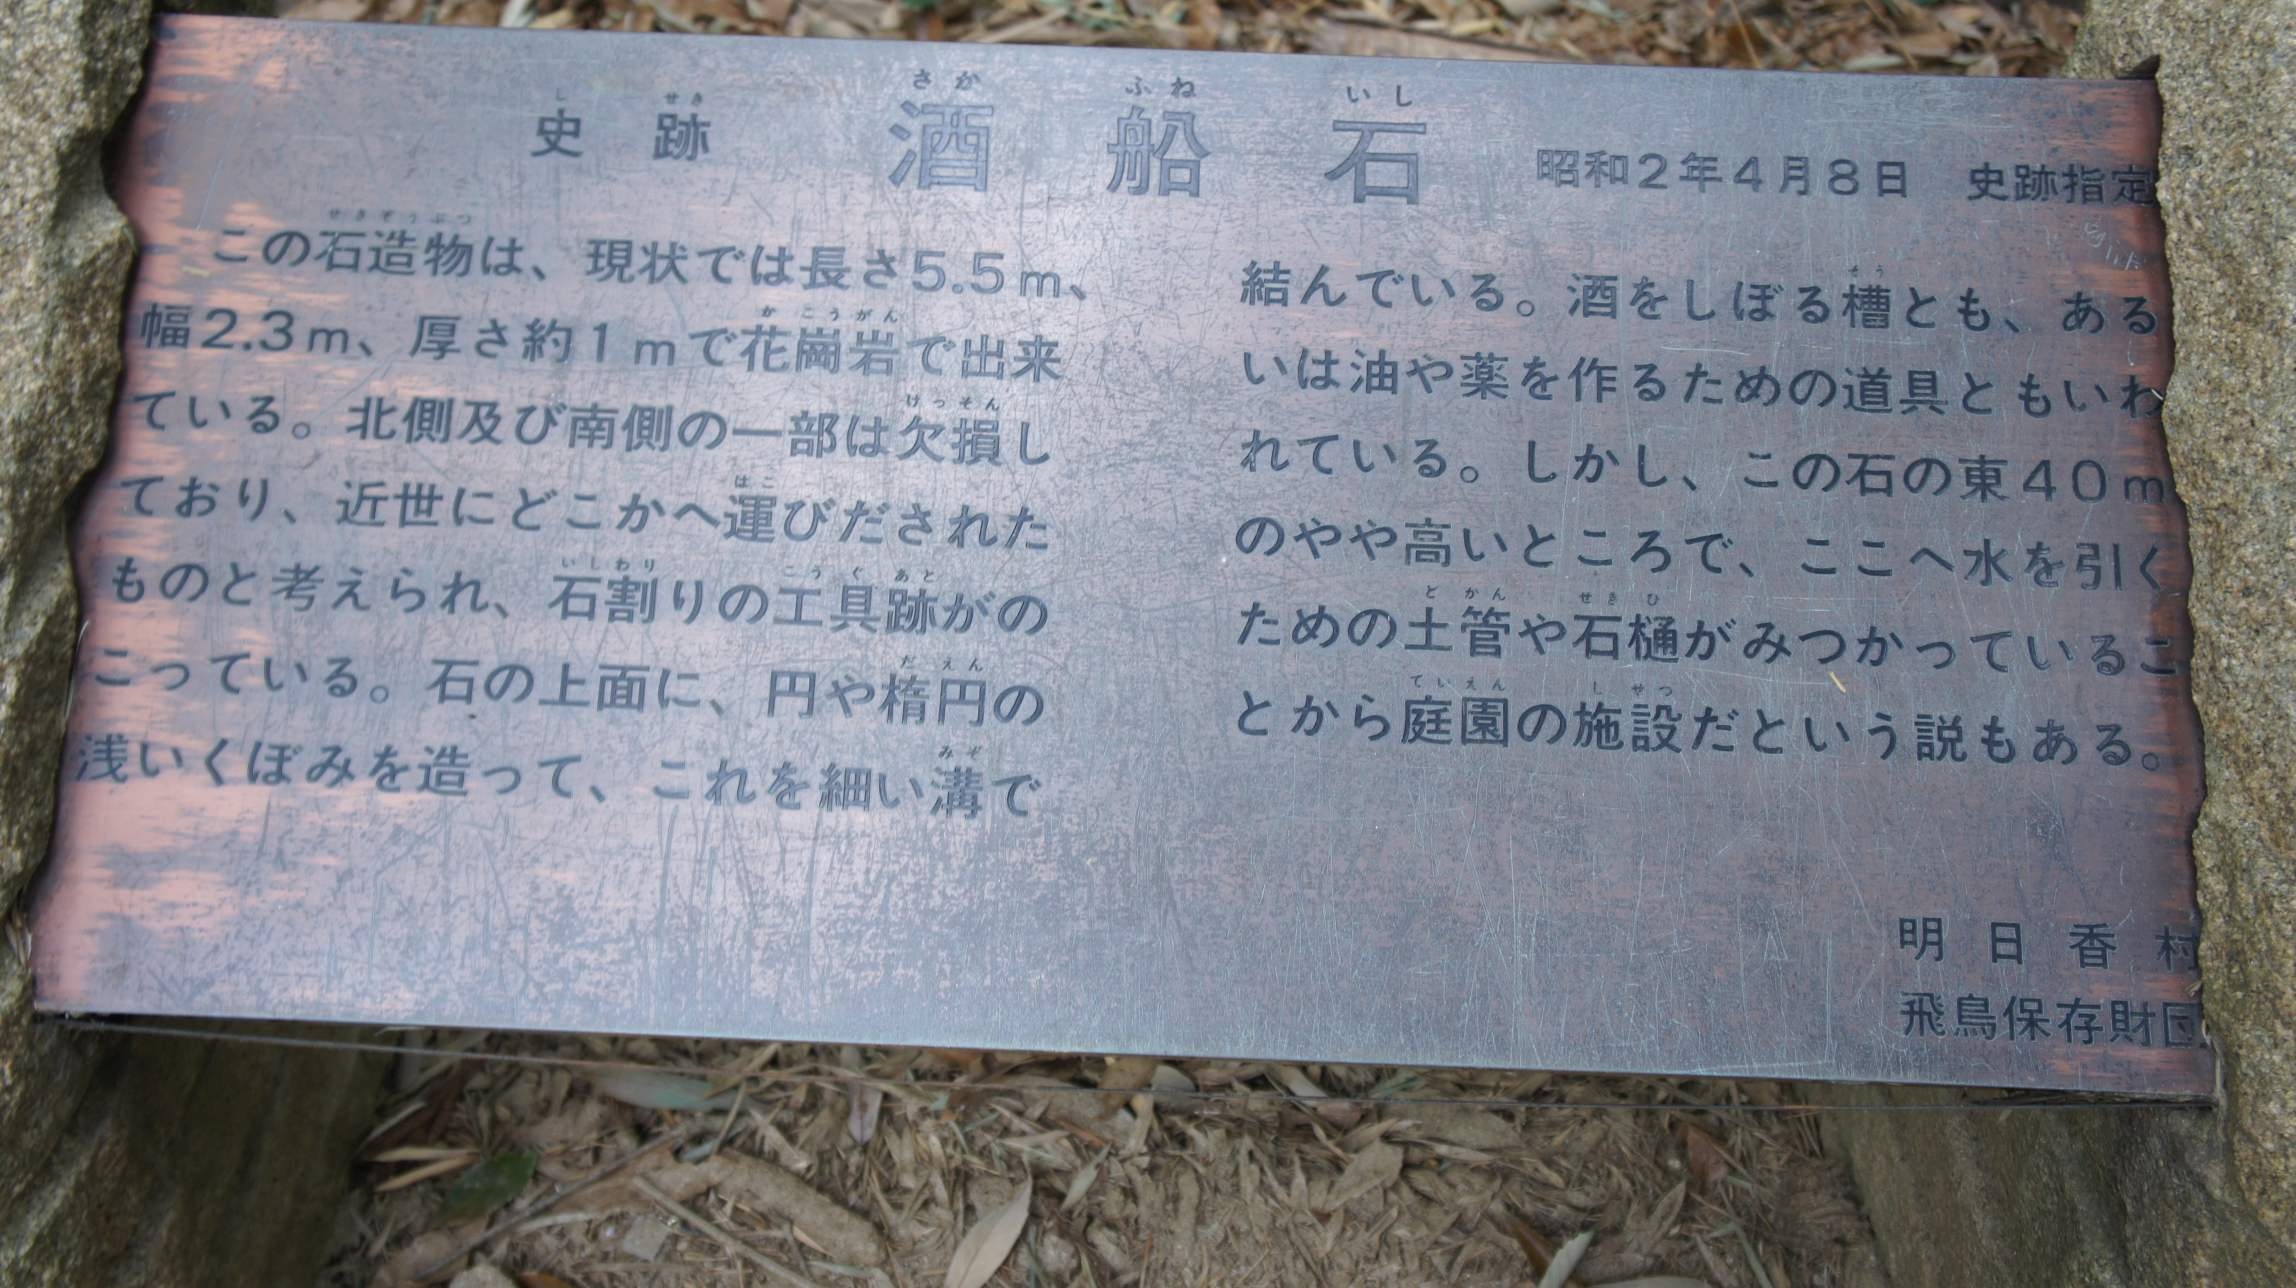 史跡 酒船石 昭和2年4月8日 史跡指定
この石造物は、現状では長さ5.5m、
幅2.3m、厚さ約1mで花崗岩で出来
ている。北側及び南側の一部は欠損し
ており、近世にどこかへ運びだされた
ものと考えられ、石割りの工具跡がの
こっている。石の上面に、円や楕円の
浅いくぼみを造って、これを細い溝で
結んでいる。酒をしぼる槽とも、ある
いは油や薬を作るための道具ともいわ
れている。しかし、この石の東40m
のやや高いところで、ここへ水を引く
ための土管や石樋がみつかっているこ
とから庭園の施設だという説もある。
明日香村
飛鳥保存財団